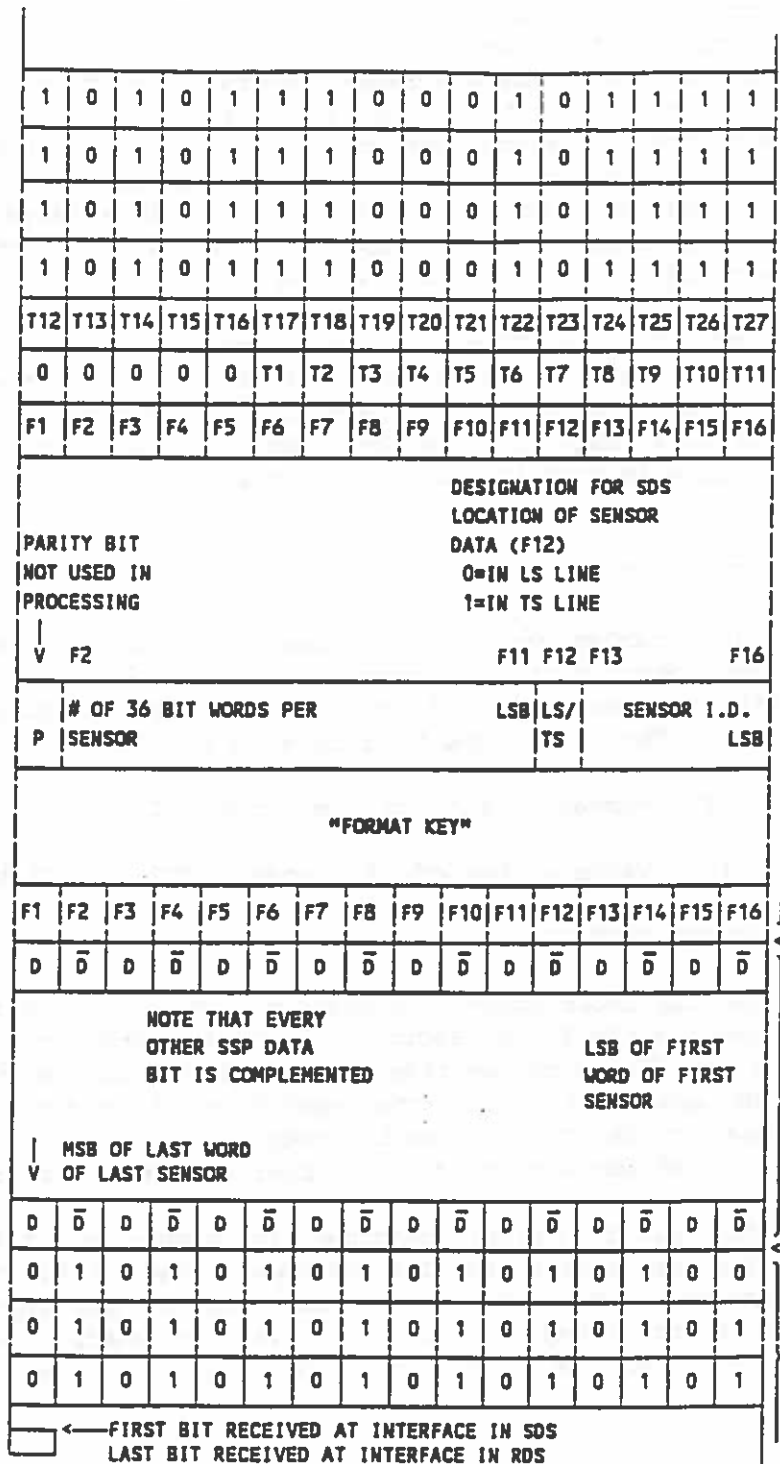 1 0 1 0 1 1 1 0 0 0 1 0 1 1 1 1
1 0 1 0 1 1 1 0 0 0 1 0 1 1 1 1
1 0 1 0 1 1 1 0 0 0 1 0 1 1 1 1
1 0 1 0 1 1 1 0 0 0 1 0 1 1 1 1
T12 T13 T14 T15 T16 T17 T18 T19 T20 T21 T22 T23 T24 T25 T26 T27
0 0 0 0 0 T1 T2 T3 T4 T5 T6 T7 T8 T9 T10 T11
F1 F2 F3 F4 F5 F6 F7 F8 F9 F10 F11 F12 F13 F14 F15 F16
DESIGNATION FOR SDS
LOCATION OF SENSOR
PARITY BIT DATA (F12)
NOT USED IN 0=IN LS LINE
PROCESSING 1=IN TS LINE
V F2 F11 F12 F13 F16
# OF 36 BIT WORDS PER LSB LS/ SENSOR I.D.
P SENSOR TS LSB
"FORMAT KEY"
F1 F2 F3 F4 F5 F6 F7 F8 F9 F10 F11 F12 F13 F14 F15 F16
D D̅ D D̅ D D̅ D D̅ D D̅ D D̅ D D̅ D D̅
NOTE THAT EVERY
OTHER SSP DATA LSB OF FIRST
BIT IS COMPLEMENTED WORD OF FIRST
SENSOR
MSB OF LAST WORD
V OF LAST SENSOR
D D̅ D D̅ D D̅ D D̅ D D̅ D D̅ D D̅ D D̅
0 1 0 1 0 1 0 1 0 1 0 1 0 1 0 0
0 1 0 1 0 1 0 1 0 1 0 1 0 1 0 1
0 1 0 1 0 1 0 1 0 1 0 1 0 1 0 1
<—FIRST BIT RECEIVED AT INTERFACE IN SDS
LAST BIT RECEIVED AT INTERFACE IN RDS